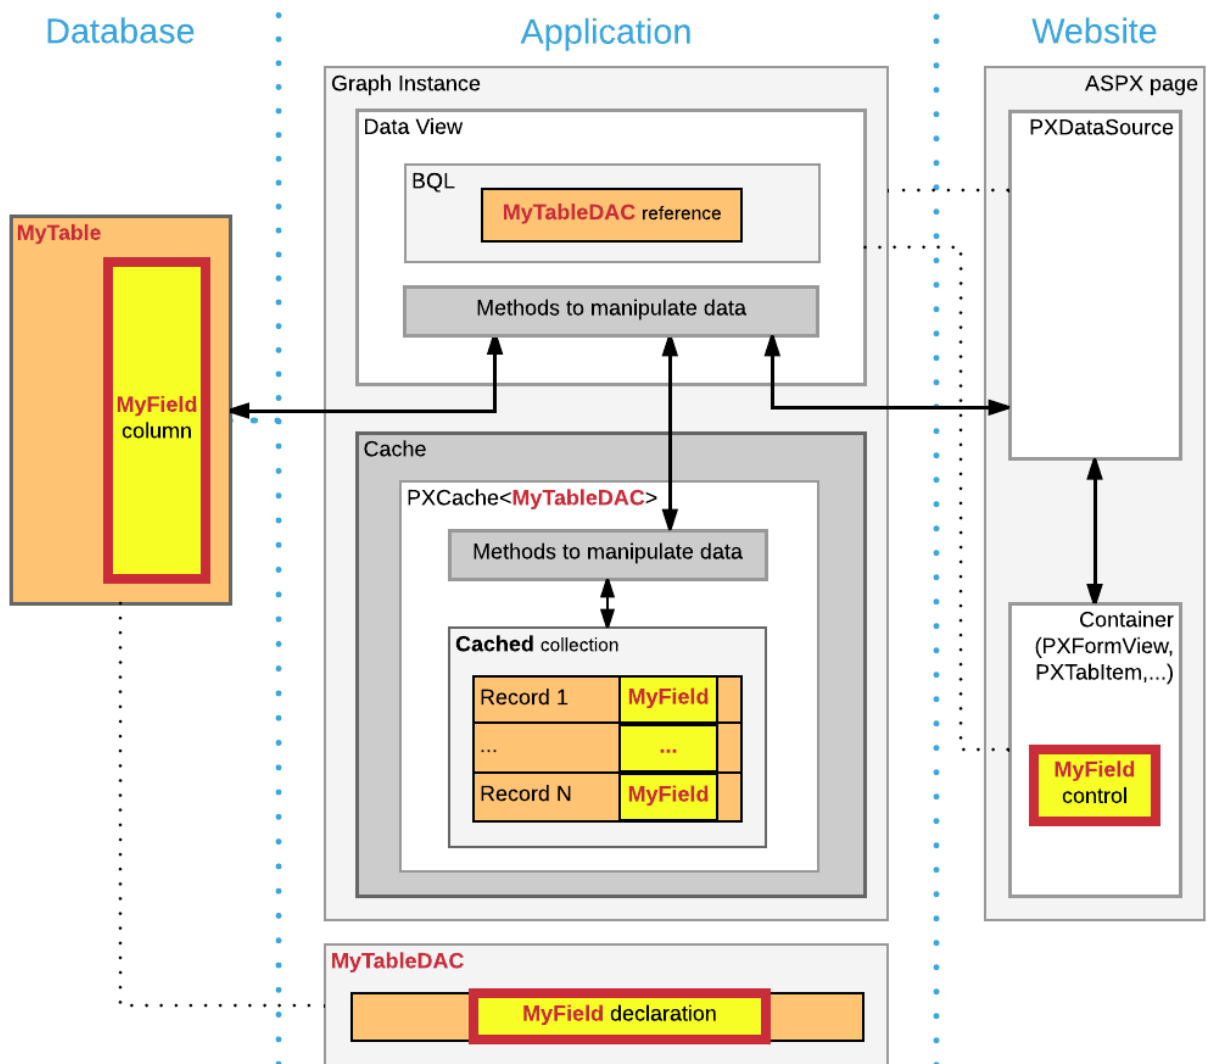 Database
Application
Website
Graph Instance
ASPX page
Data View
PXDataSource
BQL
MyTableDAC reference
MyTable
Methods to manipulate data
MyField
column
Cache
PXCache<MyTableDAC>
Methods to manipulate data
Container
(PXFormView,
PXTabItem,...)
Cached collection
Record 1 MyField
... ...
Record N MyField
MyField
control
MyTableDAC
MyField declaration